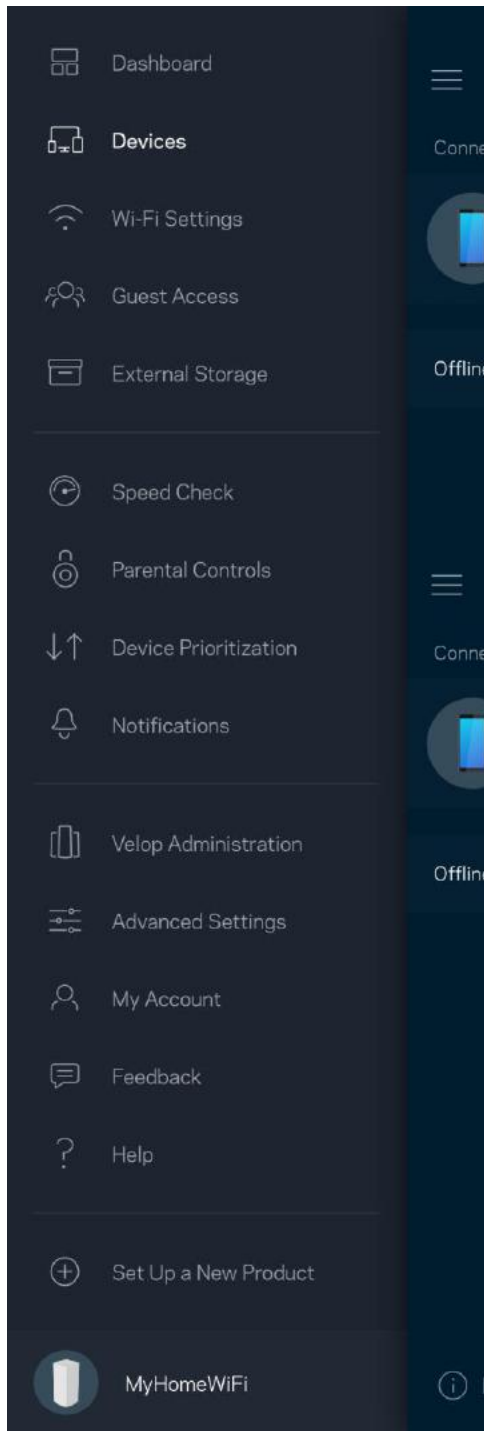 Dashboard
Devices
Wi-Fi Settings
Guest Access
External Storage
Speed Check
Parental Controls
Device Prioritization
Notifications
Velop Administration
Advanced Settings
My Account
Feedback
Help
Set Up a New Product
MyHomeWiFi